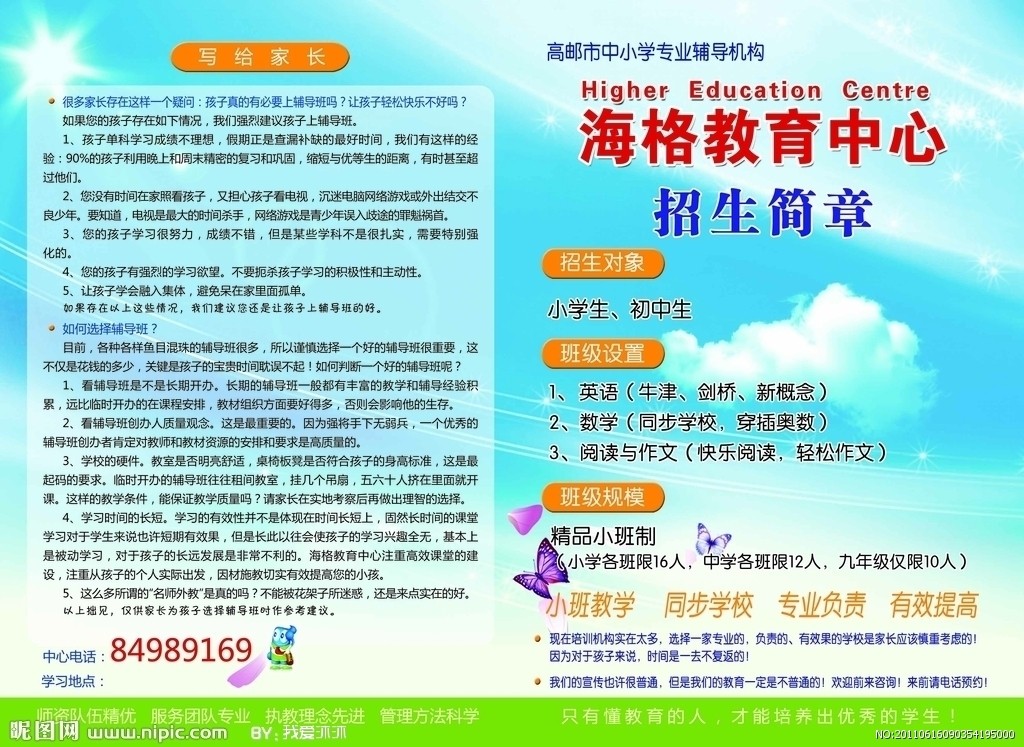 写给家长
很多家长存在这样一个疑问：孩子真的有必要上辅导班吗？让孩子轻松快乐不好吗？
如果您的孩子存在如下情况，我们强烈建议孩子上辅导班。
1、孩子单科学习成绩不理想，假期正是查漏补缺的最好时间，我们有这样的经
验：90%的孩子利用晚上和周末精密的复习和巩固，缩短与优等生的距离，有时甚至超
过他们。
2、您没有时间在家照看孩子，又担心孩子看电视，沉迷电脑网络游戏或外出结交不
良少年。要知道，电视是最大的时间杀手，网络游戏是青少年误入歧途的罪魁祸首。
3、您的孩子学习很努力，成绩不错，但是某些学科不是很扎实，需要特别强
化的。
4、您的孩子有强烈的学习欲望。不要扼杀孩子学习的积极性和主动性。
5、让孩子学会融入集体，避免呆在家里面孤单。
如果存在以上这些情况，我们建议您还是让孩子上辅导班的好。
如何选择辅导班？
目前，各种各样鱼目混珠的辅导班很多，所以谨慎选择一个好的辅导班很重要，这
不仅是花钱的多少，关键是孩子的宝贵时间耽误不起！如何判断一个好的辅导班呢？
1、看辅导班是不是长期开办。长期的辅导班一般都有丰富的教学和辅导经验积
累，远比临时开办的在课程安排，教材组织方面要好得多，否则会影响他的生存。
2、看辅导班创办人质量观念。这是最重要的。因为强将手下无弱兵，一个优秀的
辅导班创办者肯定对教师和教材资源的安排和要求是高质量的。
3、学校的硬件。教室是否明亮舒适，桌椅板凳是否符合孩子的身高标准，这是最
起码的要求。临时开办的辅导班往往租间教室，挂几个吊扇，五六十人挤在里面就开
课。这样的教学条件，能保证教学质量吗？请家长在实地考察后再做出理智的选择。
4、学习时间的长短。学习的有效性并不是体现在时间长短上，固然长时间的课堂
学习对于学生来说也许短期有效果，但是长此以往会使孩子的学习兴趣全无，基本上
是被动学习，对于孩子的长远发展是非常不利的。海格教育中心注重高效课堂的建
设，注重从孩子的个人实际出发，因材施教切实有效提高您的小孩。
5、这么多所谓的“名师外教”是真的吗？不能被花架子所迷惑，还是来点实在的好。
以上拙见，仅供家长为孩子选择辅导班时作参考建议。
中心电话：84989169
学习地点：
师资队伍精优 服务团队专业 执教理念先进 管理方法科学
昵图网 www.nipic.com BY：我爱沐沐
高邮市中小学专业辅导机构
Higher Education Centre
海格教育中心
招生简章
招生对象
小学生、初中生
班级设置
1、英语（牛津、剑桥、新概念）
2、数学（同步学校，穿插奥数）
3、阅读与作文（快乐阅读，轻松作文）
班级规模
精品小班制
（小学各班限16人，中学各班限12人，九年级仅限10人）
小班教学 同步学校 专业负责 有效提高
现在培训机构实在太多，选择一家专业的，负责的、有效果的学校是家长应该慎重考虑的！
因为对于孩子来说，时间是一去不复返的！
我们的宣传也许很普通，但是我们的教育一定是不普通的！欢迎前来咨询！来前请电话预约！
只有懂教育的人，才能培养出优秀的学生！
NO:20110616090354195000